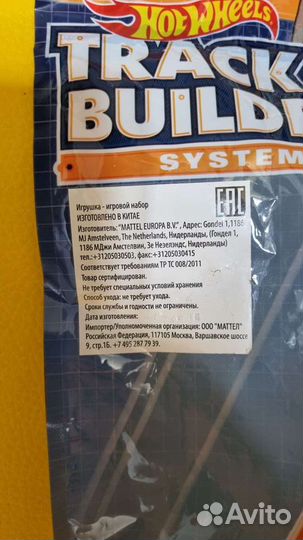 HOT WHEELS
TRACK
BUILDE
SYSTEM
Игрушка - игровой набор
ИЗГОТОВЛЕНО В КИТАЕ
EAC
Изготовитель: "MATTEL EUROPA B.V.", Адрес: Gondel 1,1186
MJ Amstelveen, The Netherlands, Нидерланды, (Гондел 1,
1186 МДжи Амстелвин, Зе Незелэндс, Нидерланды)
тел.:+31205030503, факс:+31205030415
Соответствует требованиям ТР ТС 008/2011
Товар сертифицирован.
Не требует специальных условий хранения
Способ ухода: не требует ухода.
Срока службы и годности не ограничены.
Дата изготовления:
Импортер/Уполномоченная организация: ООО "МАТТЕЛ"
Российская Федерация, 117105 Москва, Варшавское шоссе
9, стр.1Б. +7 495 287 79 39.
Avito